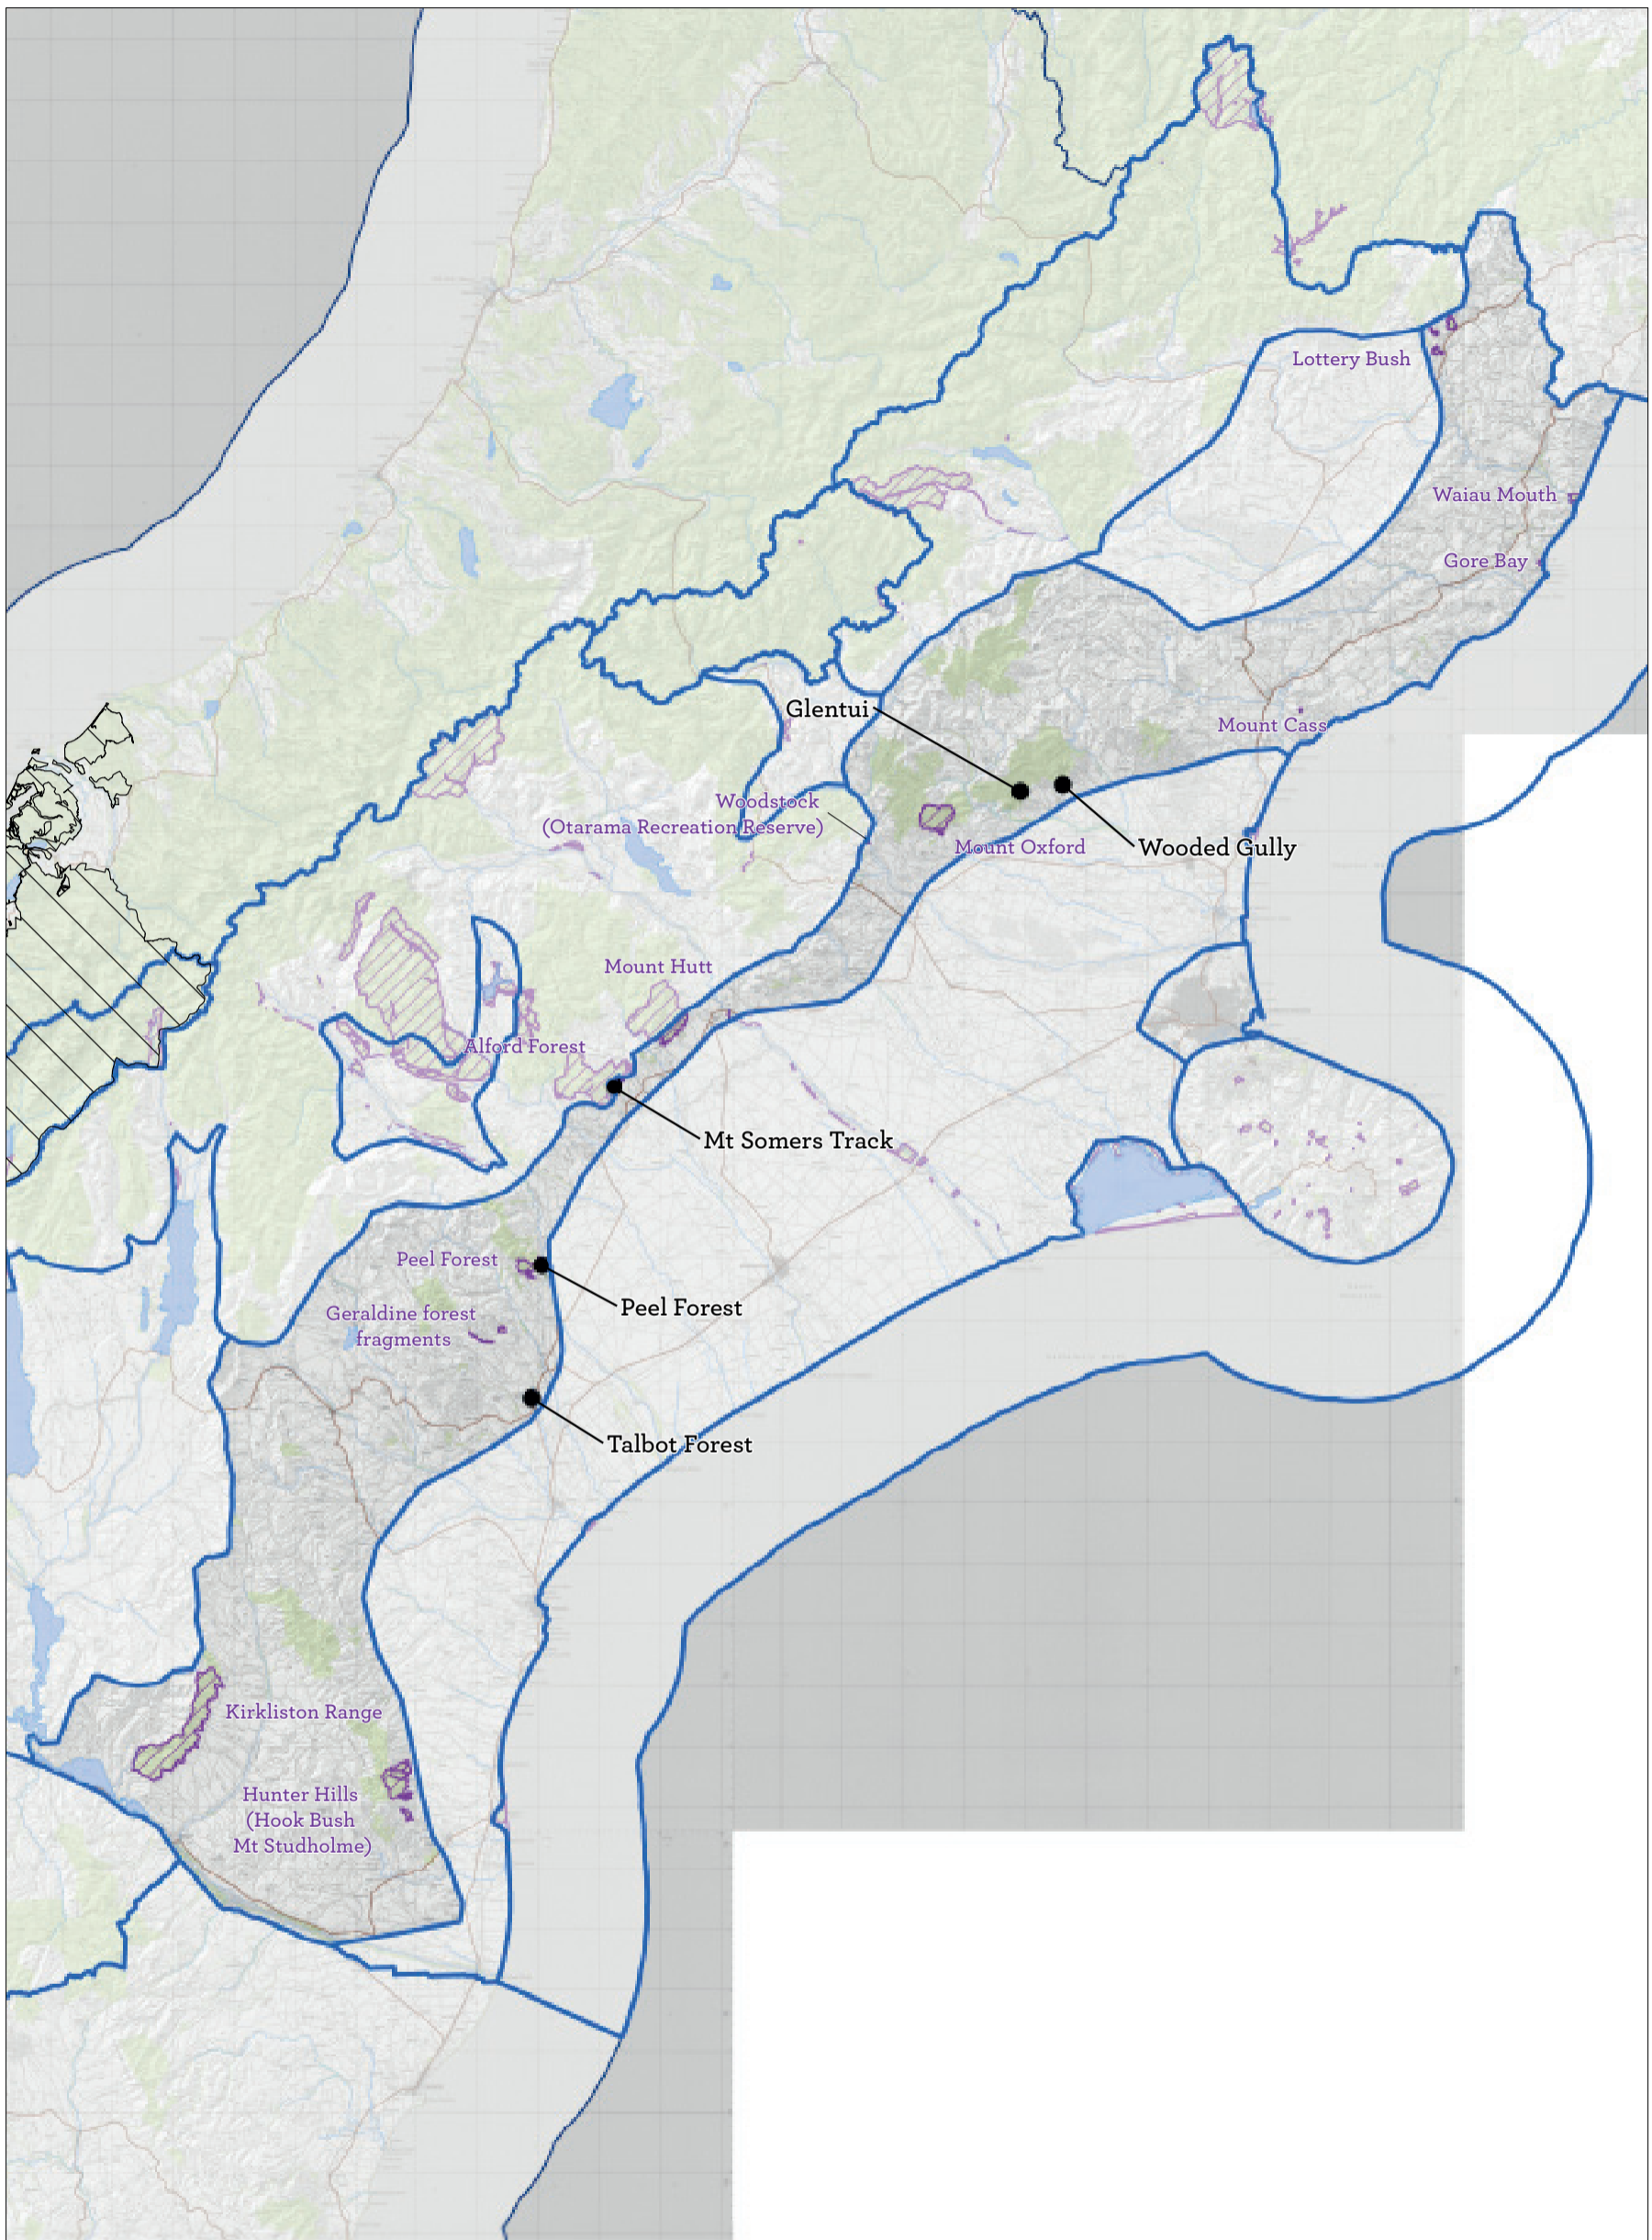 Lottery Bush
Waiau Mouth
Gore Bay
Glentui
Mount Cass
Woodstock
(Otarama Recreation Reserve)
Mount Oxford
Wooded Gully
Mount Hutt
Alford Forest
Mt Somers Track
Peel Forest
Peel Forest
Geraldine forest
fragments
Talbot Forest
Kirkliston Range
Hunter Hills
(Hook Bush
Mt Studholme)